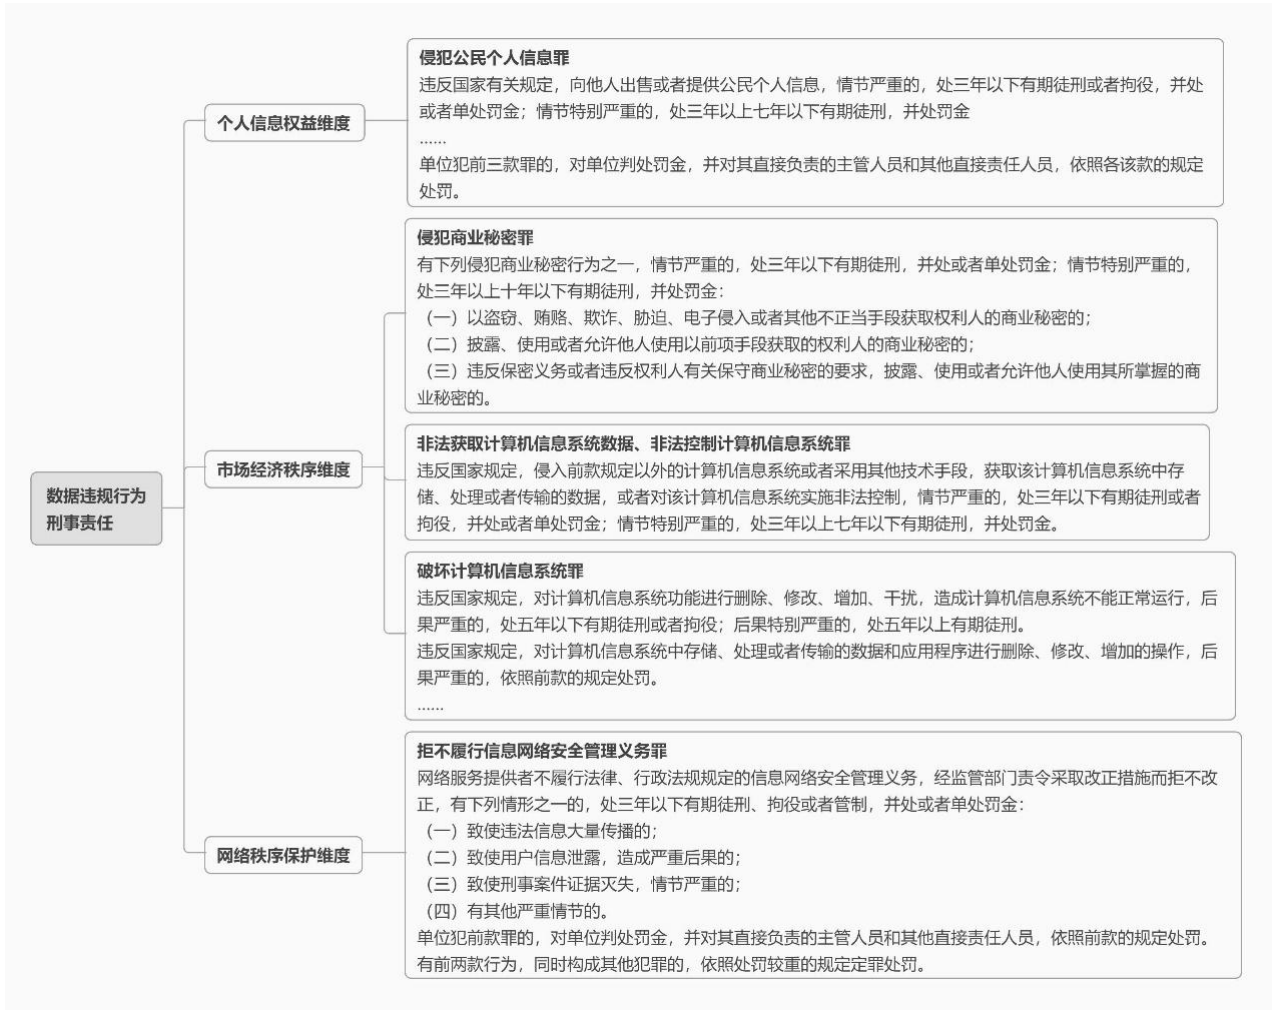 数据违规行为
刑事责任
个人信息权益维度
侵犯公民个人信息罪
违反国家有关规定，向他人出售或者提供公民个人信息，情节严重的，处三年以下有期徒刑或者拘役，并处
或者单处罚金；情节特别严重的，处三年以上七年以下有期徒刑，并处罚金
......
单位犯前三款罪的，对单位判处罚金，并对其直接负责的主管人员和其他直接责任人员，依照各该款的规定
处罚。
市场经济秩序维度
侵犯商业秘密罪
有下列侵犯商业秘密行为之一，情节严重的，处三年以下有期徒刑，并处或者单处罚金；情节特别严重的，
处三年以上十年以下有期徒刑，并处罚金：
（一）以盗窃、贿赂、欺诈、胁迫、电子侵入或者其他不正当手段获取权利人的商业秘密的；
（二）披露、使用或者允许他人使用以前项手段获取的权利人的商业秘密的；
（三）违反保密义务或者违反权利人有关保守商业秘密的要求，披露、使用或者允许他人使用其所掌握的商
业秘密的。
非法获取计算机信息系统数据、非法控制计算机信息系统罪
违反国家规定，侵入前款规定以外的计算机信息系统或者采用其他技术手段，获取该计算机信息系统中存
储、处理或者传输的数据，或者对该计算机信息系统实施非法控制，情节严重的，处三年以下有期徒刑或者
拘役，并处或者单处罚金；情节特别严重的，处三年以上七年以下有期徒刑，并处罚金。
破坏计算机信息系统罪
违反国家规定，对计算机信息系统功能进行删除、修改、增加、干扰，造成计算机信息系统不能正常运行，后
果严重的，处五年以下有期徒刑或者拘役；后果特别严重的，处五年以上有期徒刑。
违反国家规定，对计算机信息系统中存储、处理或者传输的数据和应用程序进行删除、修改、增加的操作，后
果严重的，依照前款的规定处罚。
......
网络秩序保护维度
拒不履行信息网络安全管理义务罪
网络服务提供者不履行法律、行政法规规定的信息网络安全管理义务，经监管部门责令采取改正措施而拒不改
正，有下列情形之一的，处三年以下有期徒刑、拘役或者管制，并处或者单处罚金：
（一）致使违法信息大量传播的；
（二）致使用户信息泄露，造成严重后果的；
（三）致使刑事案件证据灭失，情节严重的；
（四）有其他严重情节的。
单位犯前款罪的，对单位判处罚金，并对其直接负责的主管人员和其他直接责任人员，依照前款的规定处罚。
有前两款行为，同时构成其他犯罪的，依照处罚较重的规定定罪处罚。